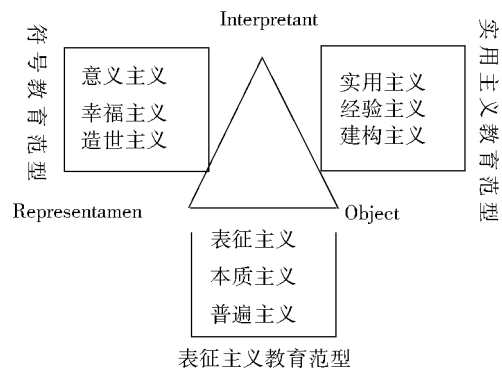 Interpretant
符号教育范型
意义主义
幸福主义
造世主义
实用主义
经验主义
建构主义
实用主义教育范型
Representamen
Object
表征主义
本质主义
普遍主义
表征主义教育范型